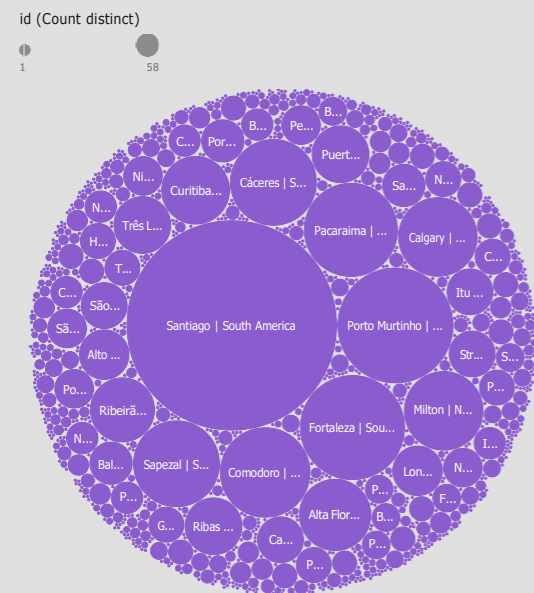 id (Count distinct)
1 58
B...
B... Pe...
C... Por... Puert...
Ni... Curitiba... Cáceres | S... Sa... N...
N... Três L... Pacaraima | ... Calgary | ...
H... C...
T...
C... São... Itu ...
Sã... Santiago | South America Porto Murtinho | ...
Alto ... Str... S...
Po... P...
Ribeirã... Milton | N...
N... Fortaleza | Sou... I...
Bal... Sapezal | S... Comodoro | ... Lon... N...
P... P... F...
G... Ribas ... Alta Flor... B...
Ca... P...
P...